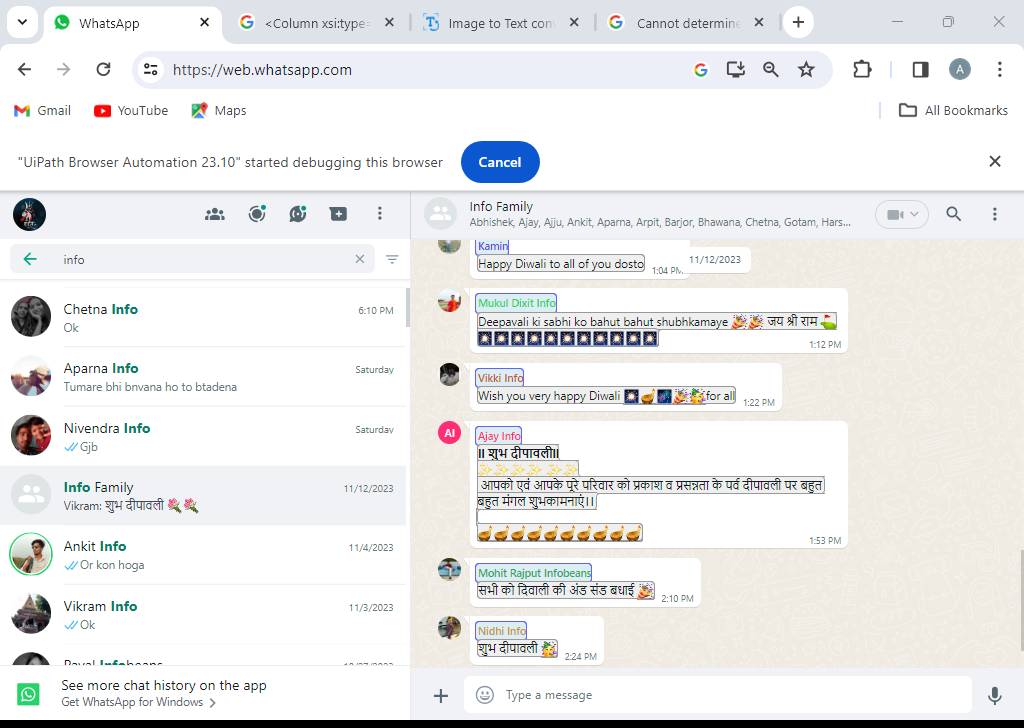 WhatsApp
<Column xsi:type=
Image to Text con
Cannot determine
https://web.whatsapp.com
A
Gmail
YouTube
Maps
All Bookmarks
"UiPath Browser Automation 23.10" started debugging this browser
Cancel
info
Chetna Info
6:10 PM
Ok
Aparna Info
Saturday
Tumare bhi bnvana ho to btadena
Nivendra Info
Saturday
Gjb
Info Family
11/12/2023
Vikram: शुभ दीपावली 💐💐
Ankit Info
11/4/2023
Or kon hoga
Vikram Info
11/3/2023
Ok
Payal Infobeans
10/27/2023
See more chat history on the app
Get WhatsApp for Windows
Info Family
Abhishek, Ajay, Ajju, Ankit, Aparna, Arpit, Barjor, Bhawana, Chetna, Gotam, Hars...
Kamin
11/12/2023
Happy Diwali to all of you dosto
1:04 PM
Mukul Dixit Info
Deepavali ki sabhi ko bahut bahut shubhkamaye 🎉🎉 जय श्री राम ⛳
🎇🎇🎇🎇🎇🎇🎇🎇🎇🎇🎇
1:12 PM
Vikki Info
Wish you very happy Diwali 🎇🪔🎆🎉🥳for all
1:22 PM
AI
Ajay Info
॥ शुभ दीपावली॥
✨✨✨✨ ✨✨
आपको एवं आपके पूरे परिवार को प्रकाश व प्रसन्नता के पर्व दीपावली पर बहुत
बहुत मंगल शुभकामनाएं।।
🪔🪔🪔🪔🪔🪔🪔🪔🪔🪔
1:53 PM
Mohit Rajput Infobeans
सभी को दिवाली की अंड संड बधाई 🎉
2:10 PM
Nidhi Info
शुभ दीपावली 🥳
2:24 PM
Type a message